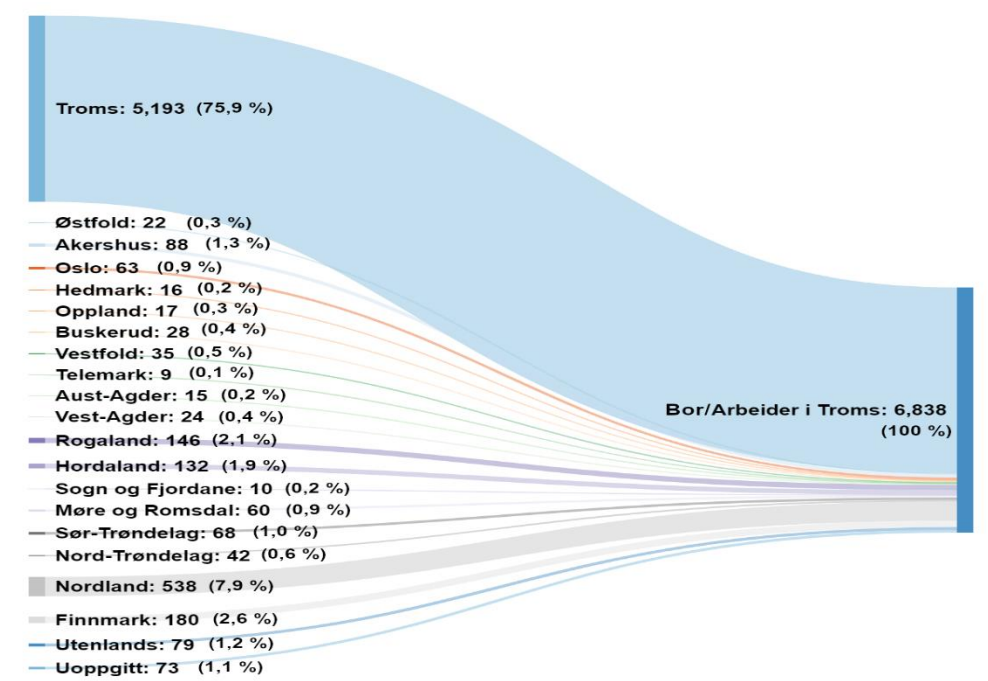 Troms: 5,193 (75,9 %)
Østfold: 22 (0,3 %)
Akershus: 88 (1,3 %)
Oslo: 63 (0,9 %)
Hedmark: 16 (0,2 %)
Oppland: 17 (0,3 %)
Buskerud: 28 (0,4 %)
Vestfold: 35 (0,5 %)
Telemark: 9 (0,1 %)
Aust-Agder: 15 (0,2 %)
Vest-Agder: 24 (0,4 %)
Rogaland: 146 (2,1 %)
Hordaland: 132 (1,9 %)
Sogn og Fjordane: 10 (0,2 %)
Møre og Romsdal: 60 (0,9 %)
Sør-Trøndelag: 68 (1,0 %)
Nord-Trøndelag: 42 (0,6 %)
Nordland: 538 (7,9 %)
Finnmark: 180 (2,6 %)
Utenlands: 79 (1,2 %)
Uoppgitt: 73 (1,1 %)
Bor/Arbeider i Troms: 6,838
(100 %)